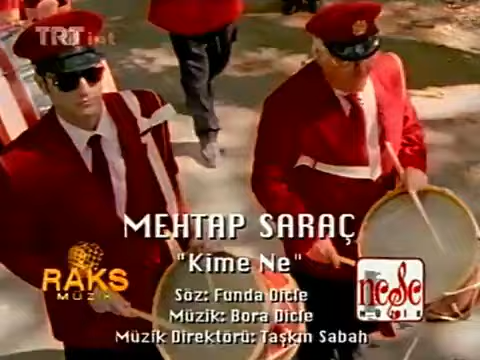 TRT int
MEHTAP SARAÇ
"Kime Ne"
RAKS
MÜZİK
Söz: Funda Dicle
Müzik: Bora Dicle
Müzik Direktörü: Taşkın Sabah
neşe
MÜZİK